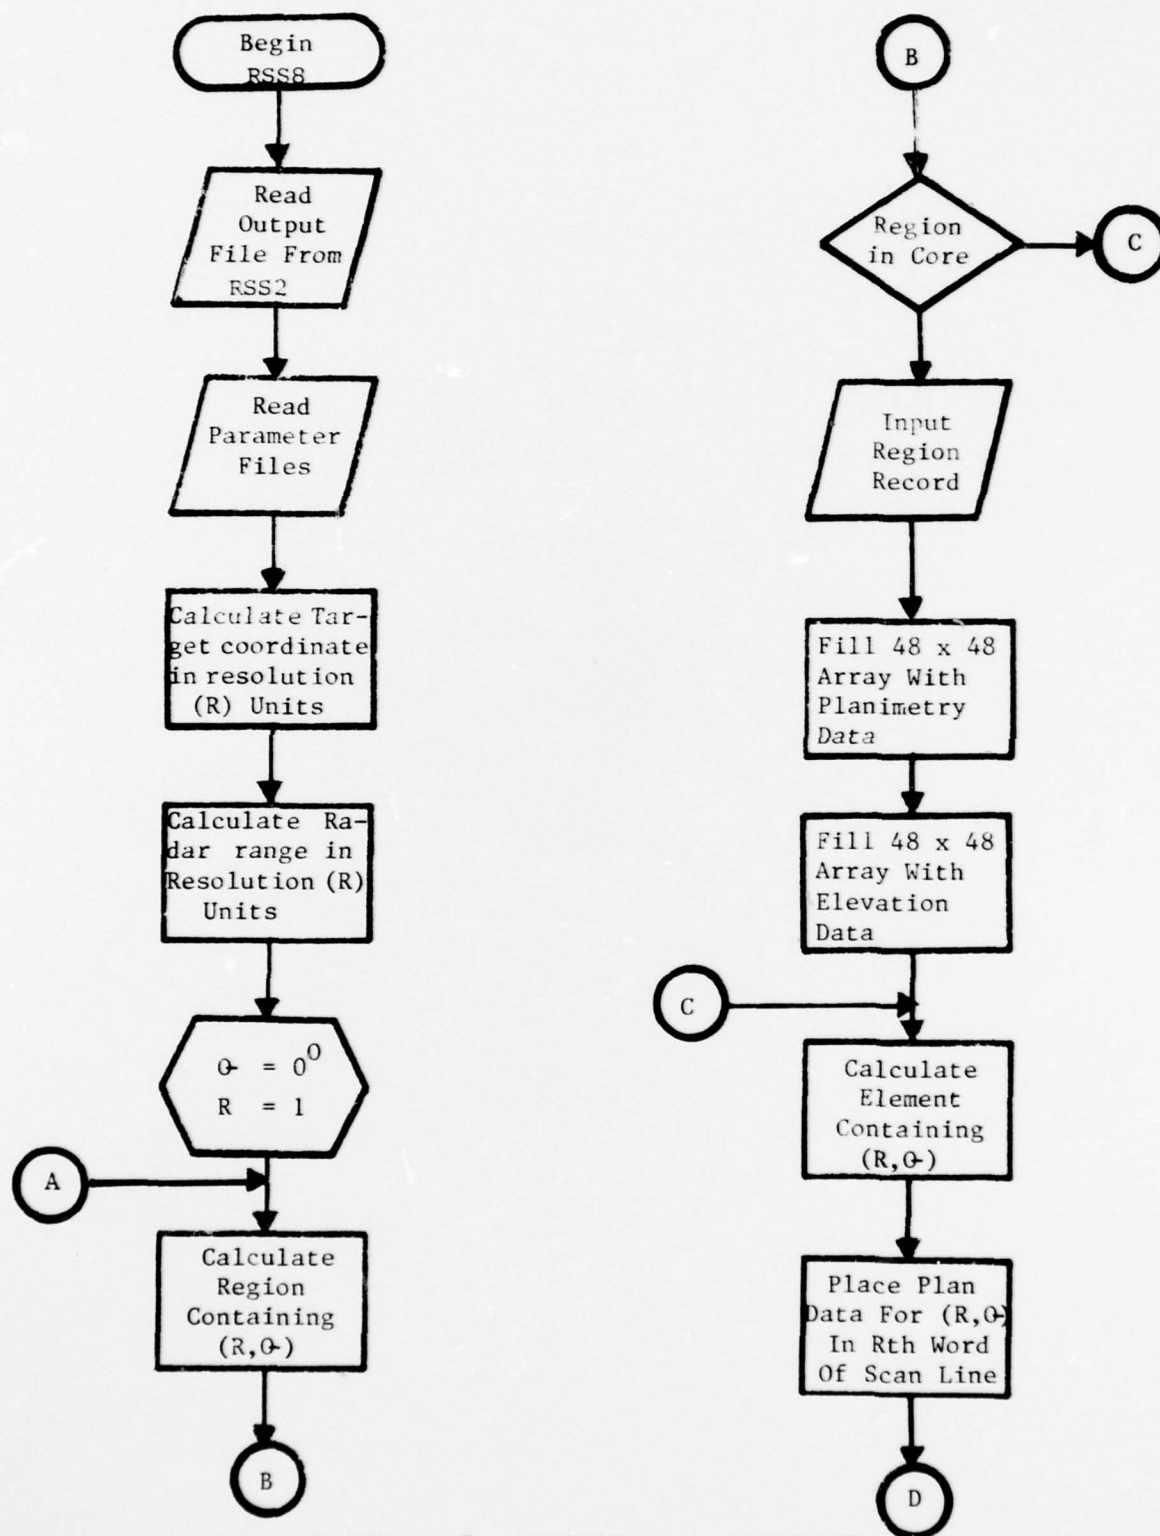 Begin
RSS8
Read
Output
File From
RSS2
Read
Parameter
Files
Calculate Tar-
get coordinate
in resolution
(R) Units
Calculate Ra-
dar range in
Resolution (R)
Units
Θ = 0°
R = 1
A
Calculate
Region
Containing
(R,Θ)
B
B
Region
in Core
C
Input
Region
Record
Fill 48 x 48
Array With
Planimetry
Data
Fill 48 x 48
Array With
Elevation
Data
C
Calculate
Element
Containing
(R,Θ)
Place Plan
Data For (R,Θ)
In Rth Word
Of Scan Line
D